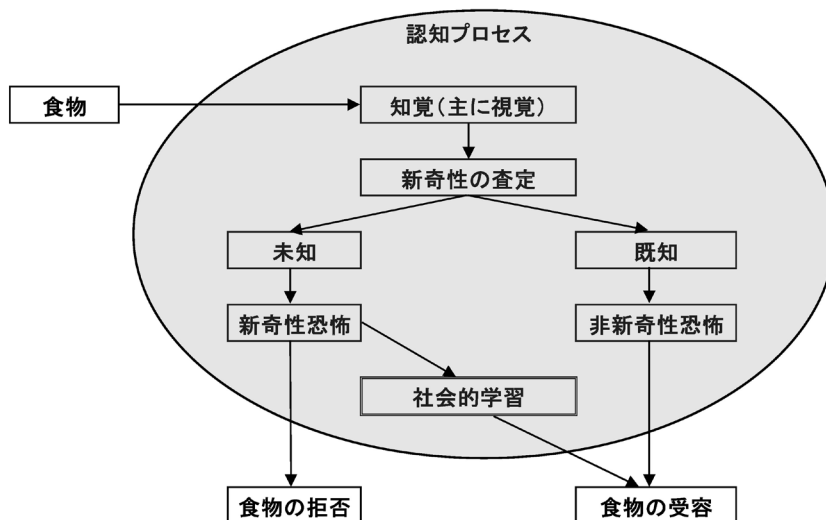 認知プロセス
食物
知覚(主に視覚)
新奇性の査定
未知
既知
新奇性恐怖
非新奇性恐怖
社会的学習
食物の拒否
食物の受容